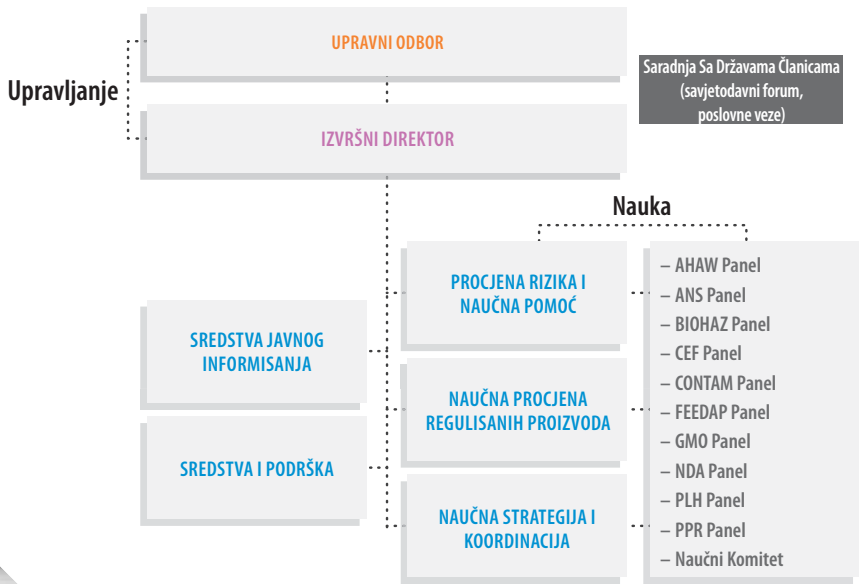 UPRAVNI ODBOR
Upravljanje
Saradnja Sa Državama Članicama
(savjetodavni forum,
poslovne veze)
IZVRŠNI DIREKTOR
Nauka
PROCJENA RIZIKA I
NAUČNA POMOĆ
SREDSTVA JAVNOG
INFORMISANJA
NAUČNA PROCJENA
REGULISANIH PROIZVODA
SREDSTVA I PODRŠKA
NAUČNA STRATEGIJA I
KOORDINACIJA
– AHAW Panel
– ANS Panel
– BIOHAZ Panel
– CEF Panel
– CONTAM Panel
– FEEDAP Panel
– GMO Panel
– NDA Panel
– PLH Panel
– PPR Panel
– Naučni Komitet